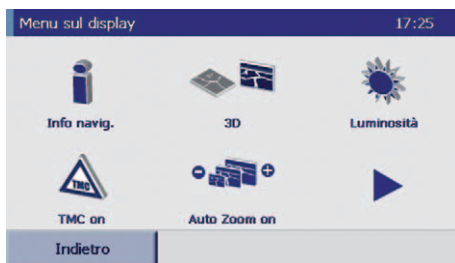 Menu sul display 17:25
Info navig. 3D Luminosità
TMC
TMC on Auto Zoom on
Indietro